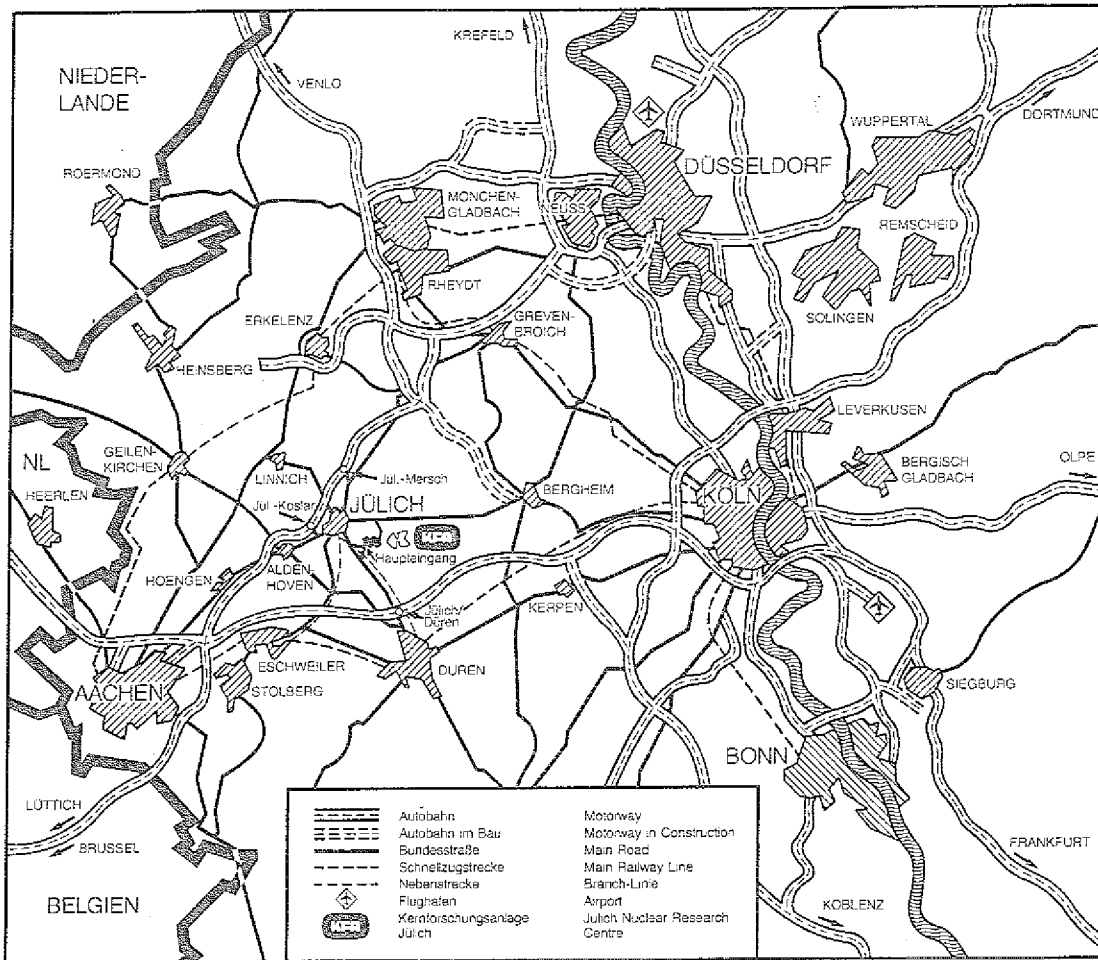 KREFELD
NIEDER-
LANDE
VENLO
DORTMUND
WUPPERTAL
DÜSSELDORF
ROERMOND
MÖNCHEN-
GLADBACH
NEUSS
REMSCHEID
RHEYDT
SOLINGEN
ERKELENZ
GREVEN-
BROICH
HEINSBERG
LEVERKUSEN
GEILEN-
KIRCHEN
NL
LINNICH
Jül.-Mersch
BERGHEIM
BERGISCH
GLADBACH
OLPE
HEERLEN
KÖLN
JÜLICH
Jül.-Koslar
KFA
Haupteingang
HOENGEN
ALDEN-
HOVEN
KERPEN
Jülich/
Düren
ESCHWEILER
DÜREN
AACHEN
STOLBERG
SIEGBURG
BONN
LÜTTICH
BRÜSSEL
FRANKFURT
BELGIEN
KOBLENZ
Autobahn Motorway
Autobahn im Bau Motorway in Construction
Bundesstraße Main Road
Schnellzugstrecke Main Railway Line
Nebenstrecke Branch-Line
Flughafen Airport
KFA Kernforschungsanlage Jülich Nuclear Research
Jülich Centre